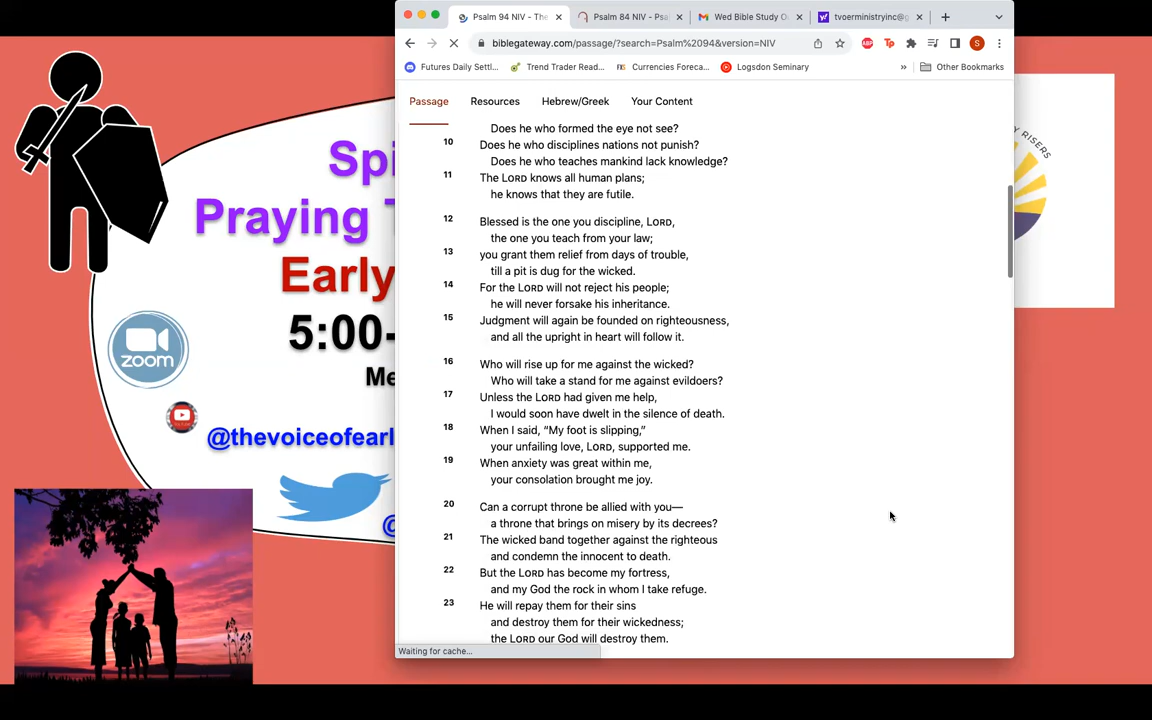 Psalm 94 NIV - The
Psalm 84 NIV - Psa
Wed Bible Study O
tvoerministryinc@g
biblegateway.com/passage/?search=Psalm%2094&version=NIV
ABP
Tp
S
Futures Daily Settl...
Trend Trader Rea...
Currencies Foreca...
Logsdon Seminary
»
Other Bookmarks
Passage
Resources
Hebrew/Greek
Your Content
Does he who formed the eye not see?
10 Does he who disciplines nations not punish?
Does he who teaches mankind lack knowledge?
11 The LORD knows all human plans;
he knows that they are futile.
12 Blessed is the one you discipline, LORD,
the one you teach from your law;
13 you grant them relief from days of trouble,
till a pit is dug for the wicked.
14 For the LORD will not reject his people;
he will never forsake his inheritance.
15 Judgment will again be founded on righteousness,
and all the upright in heart will follow it.
16 Who will rise up for me against the wicked?
Who will take a stand for me against evildoers?
17 Unless the LORD had given me help,
I would soon have dwelt in the silence of death.
18 When I said, “My foot is slipping,”
your unfailing love, LORD, supported me.
19 When anxiety was great within me,
your consolation brought me joy.
20 Can a corrupt throne be allied with you—
a throne that brings on misery by its decrees?
21 The wicked band together against the righteous
and condemn the innocent to death.
22 But the LORD has become my fortress,
and my God the rock in whom I take refuge.
23 He will repay them for their sins
and destroy them for their wickedness;
the LORD our God will destroy them.
Waiting for cache...
Spi
Praying T
Early
5:00-
Me
zoom
YouTube
@thevoiceofearl
@
Y RISERS